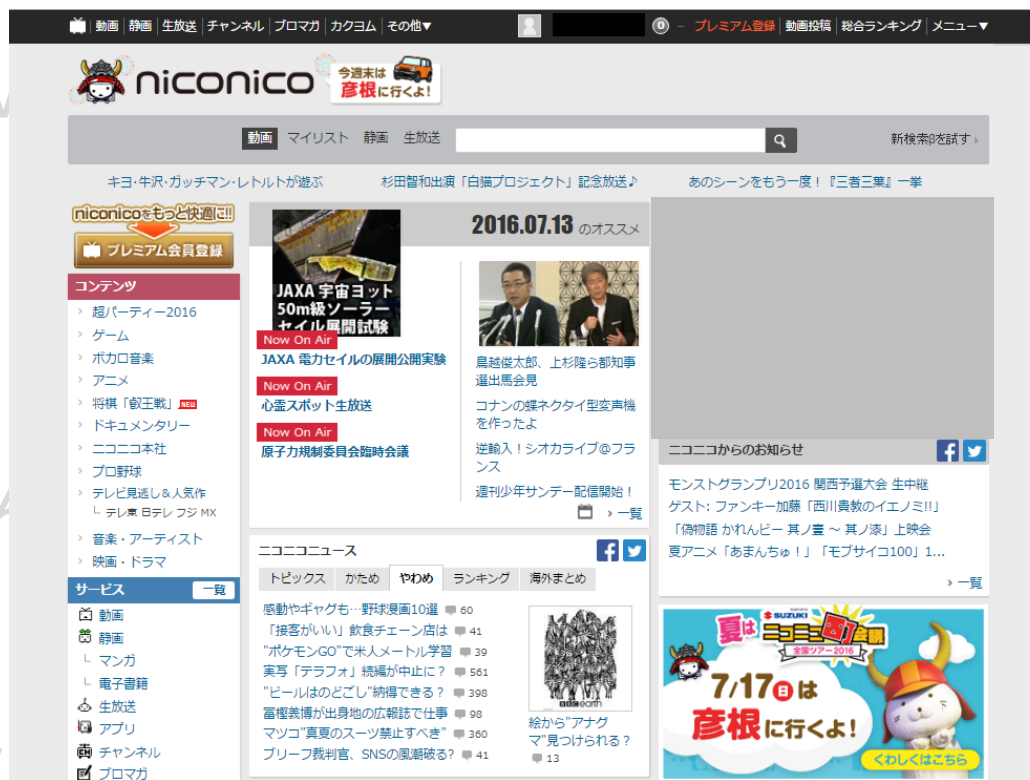 動画 静画 生放送 チャンネル ブロマガ カクヨム その他▼
0 - プレミアム登録 動画投稿 総合ランキング メニュー▼
niconico
今週末は
彦根に行くよ!
動画 マイリスト 静画 生放送
新検索βを試す
キヨ・牛沢・ガッチマン・レトルトが遊ぶ
杉田智和出演「白猫プロジェクト」記念放送♪
あのシーンをもう一度!『三者三葉』一挙
niconicoをもっと快適に!!
プレミアム会員登録
コンテンツ
超パーティー2016
ゲーム
ボカロ音楽
アニメ
将棋「叡王戦」 NEW
ドキュメンタリー
ニコニコ本社
プロ野球
テレビ見逃し&人気作
└ テレ東 日テレ フジ MX
音楽・アーティスト
映画・ドラマ
サービス 一覧
動画
静画
└ マンガ
└ 電子書籍
生放送
アプリ
チャンネル
ブロマガ
2016.07.13 のオススメ
JAXA 宇宙ヨット
50m級ソーラー
セイル展開試験
Now On Air
JAXA 電力セイルの展開公開実験
Now On Air
心霊スポット生放送
Now On Air
原子力規制委員会臨時会議
鳥越俊太郎、上杉隆ら都知事
選出馬会見
コナンの蝶ネクタイ型変声機
を作ったよ
逆輸入!シオカライブ@フラ
ンス
週刊少年サンデー配信開始!
› 一覧
ニコニコニュース
トピックス かため やわめ ランキング 海外まとめ
感動やギャグも…野球漫画10選 60
「接客がいい」飲食チェーン店は 41
"ポケモンGO"で米人メートル学習 39
実写「テラフォ」続編が中止に? 561
"ビールはのどごし"納得できる? 398
冨樫義博が出身地の広報誌で仕事 98
マツコ"真夏のスーツ禁止すべき" 360
ブリーフ裁判官、SNSの風潮破る? 41
BBC earth
絵から"アナグ
マ"見つけられる?
13
ニコニコからのお知らせ
モンストグランプリ2016 関西予選大会 生中継
ゲスト: ファンキー加藤「西川貴教のイエノミ!!」
「偽物語 かれんビー 其ノ壹 ~ 其ノ漆」上映会
夏アニメ「あまんちゅ!」「モブサイコ100」1...
› 一覧
SUZUKI
夏は ニコニコ町会議
全国ツアー2016
7/17日は
彦根に行くよ!
くわしくはこちら